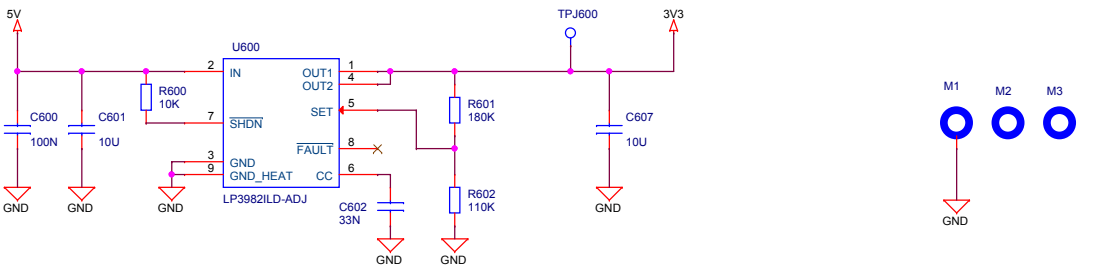 5V
TPJ600
3V3
U600
2
IN
OUT1
1
OUT2
4
R600
10K
SET
5
R601
180K
C600
100N
C601
10U
7
SHDN
C607
10U
FAULT
8
3
GND
9
GND_HEAT
CC
6
LP3982ILD-ADJ
C602
33N
R602
110K
GND
GND
GND
GND
GND
GND
M1
M2
M3
GND